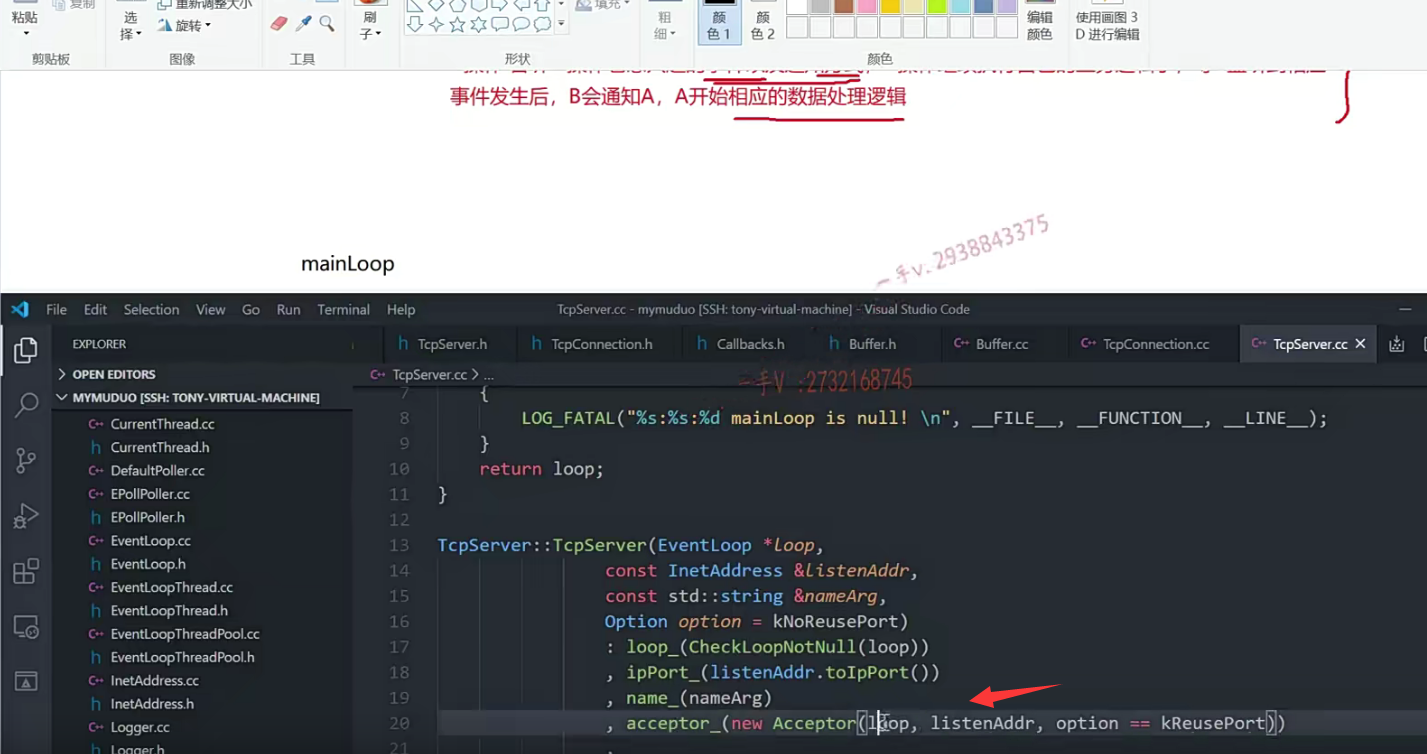 粘贴
复制
选择
重新调整大小
旋转
刷子
填充
粗细
颜色 1
颜色 2
编辑颜色
使用画图 3D 进行编辑
剪贴板
图像
工具
形状
颜色
事件发生后，B会通知A，A开始相应的数据处理逻辑
二手v:2938843375
mainLoop
File Edit Selection View Go Run Terminal Help
TcpServer.cc - mymuduo [SSH: tony-virtual-machine] - Visual Studio Code
EXPLORER
TcpServer.h TcpConnection.h Callbacks.h Buffer.h Buffer.cc TcpConnection.cc TcpServer.cc
OPEN EDITORS
MYMUDUO [SSH: TONY-VIRTUAL-MACHINE]
CurrentThread.cc
CurrentThread.h
DefaultPoller.cc
EPollPoller.cc
EPollPoller.h
EventLoop.cc
EventLoop.h
EventLoopThread.cc
EventLoopThread.h
EventLoopThreadPool.cc
EventLoopThreadPool.h
InetAddress.cc
InetAddress.h
Logger.cc
Logger.h
TcpServer.cc > ...
二手V :2732168745
7 {
8 LOG_FATAL("%s:%s:%d mainLoop is null! \n", __FILE__, __FUNCTION__, __LINE__);
9 }
10 return loop;
11 }
12
13 TcpServer::TcpServer(EventLoop *loop,
14 const InetAddress &listenAddr,
15 const std::string &nameArg,
16 Option option = kNoReusePort)
17 : loop_(CheckLoopNotNull(loop))
18 , ipPort_(listenAddr.toIpPort())
19 , name_(nameArg)
20 , acceptor_(new Acceptor(loop, listenAddr, option == kReusePort))
21 ,